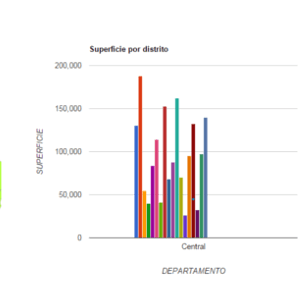 Superficie por distrito
200,000
150,000
100,000
50,000
0
SUPERFICIE
Central
DEPARTAMENTO